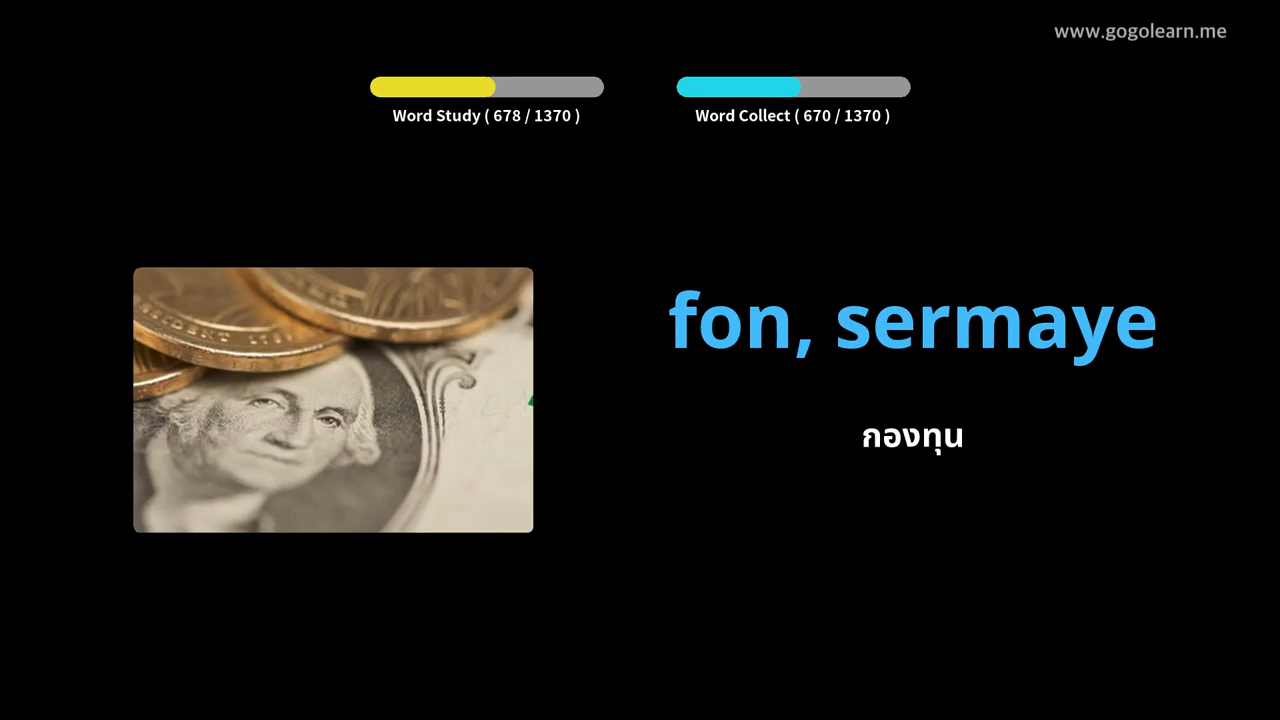 www.gogolearn.me
Word Study ( 678 / 1370 )
Word Collect ( 670 / 1370 )
fon, sermaye
กองทุน